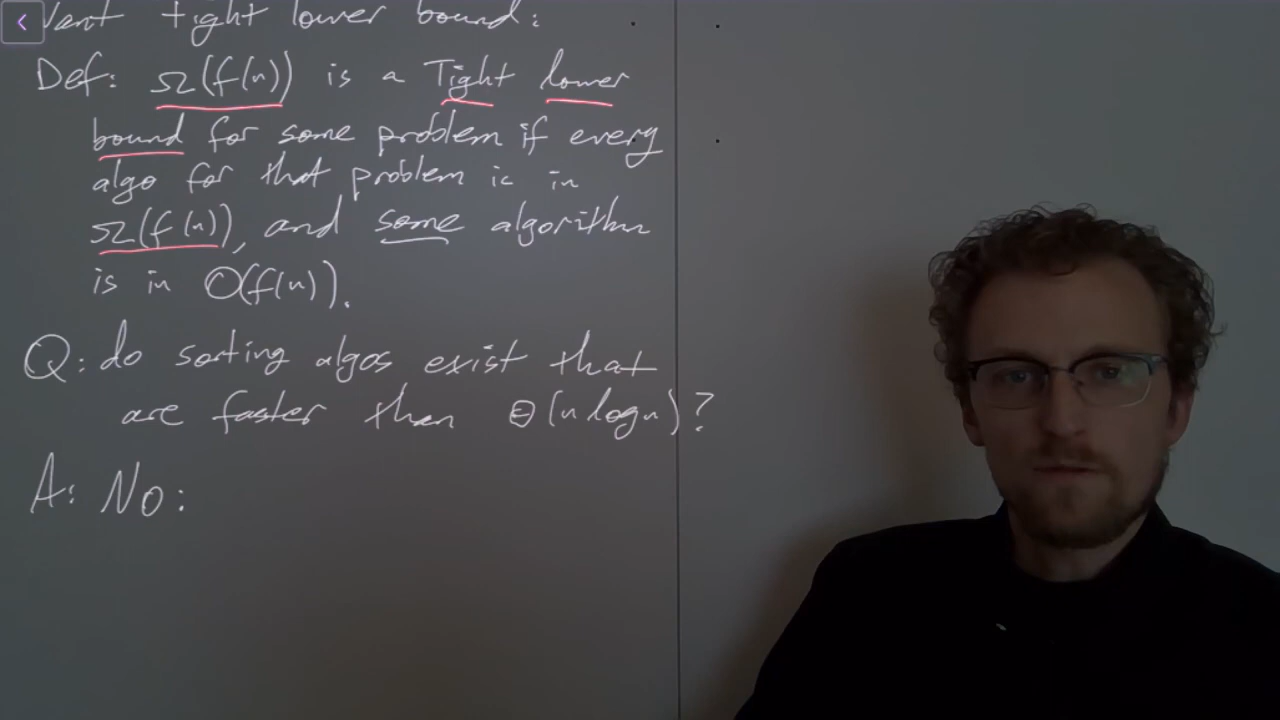 Want tight lower bound:
Def: Ω(f(n)) is a Tight lower
bound for some problem if every
algo for that problem is in
Ω(f(n)), and some algorithm
is in O(f(n)).
Q: do sorting algos exist that
are faster than Θ(n log n)?
A: No: